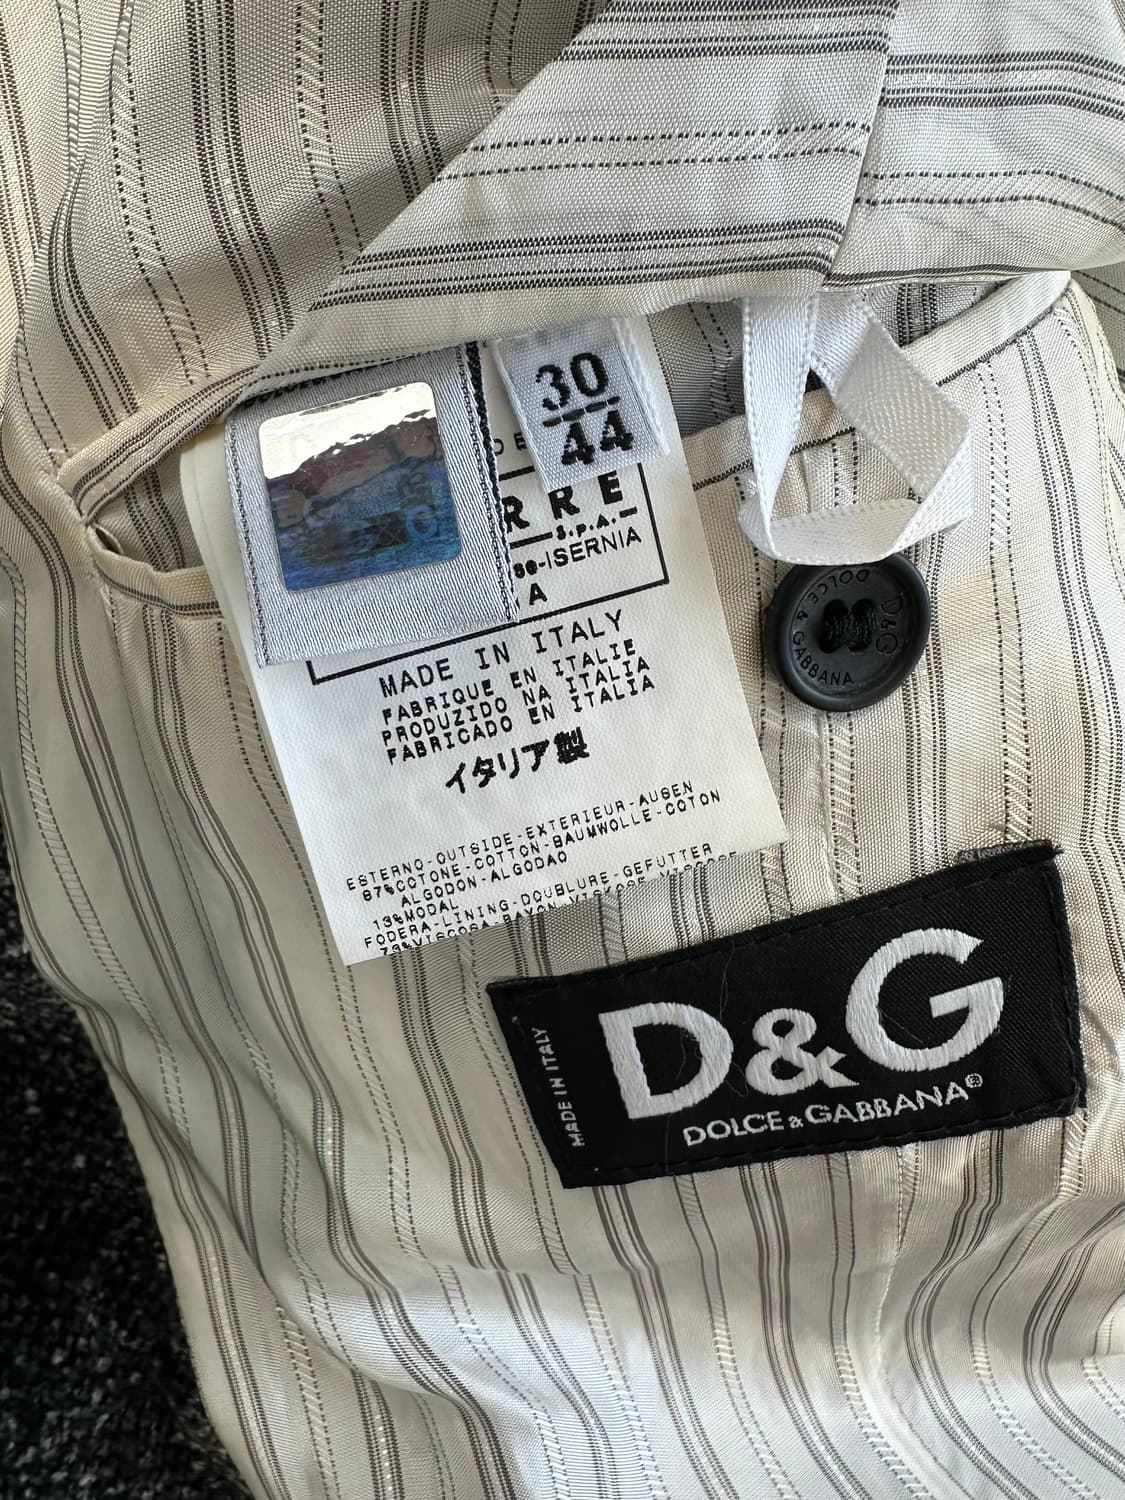 30
44
RRE
S.P.A.
-ISERNIA
A
MADE IN ITALY
FABRIQUE EN ITALIE
PRODUZIDO NA ITALIA
FABRICADO EN ITALIA
イタリア製
ESTERNO-OUTSIDE-EXTERIEUR-AUSEN
87%COTONE-COTTON-BAUMWOLLE-COTON
ALGODON-ALGODAO
13%MODAL
FODERA-LINING-DOUBLURE-GEFUTTER
VISCOSA-RAYON
D&G
DOLCE & GABBANA
D&G
D&G
DOLCE & GABBANA®
MADE IN ITALY